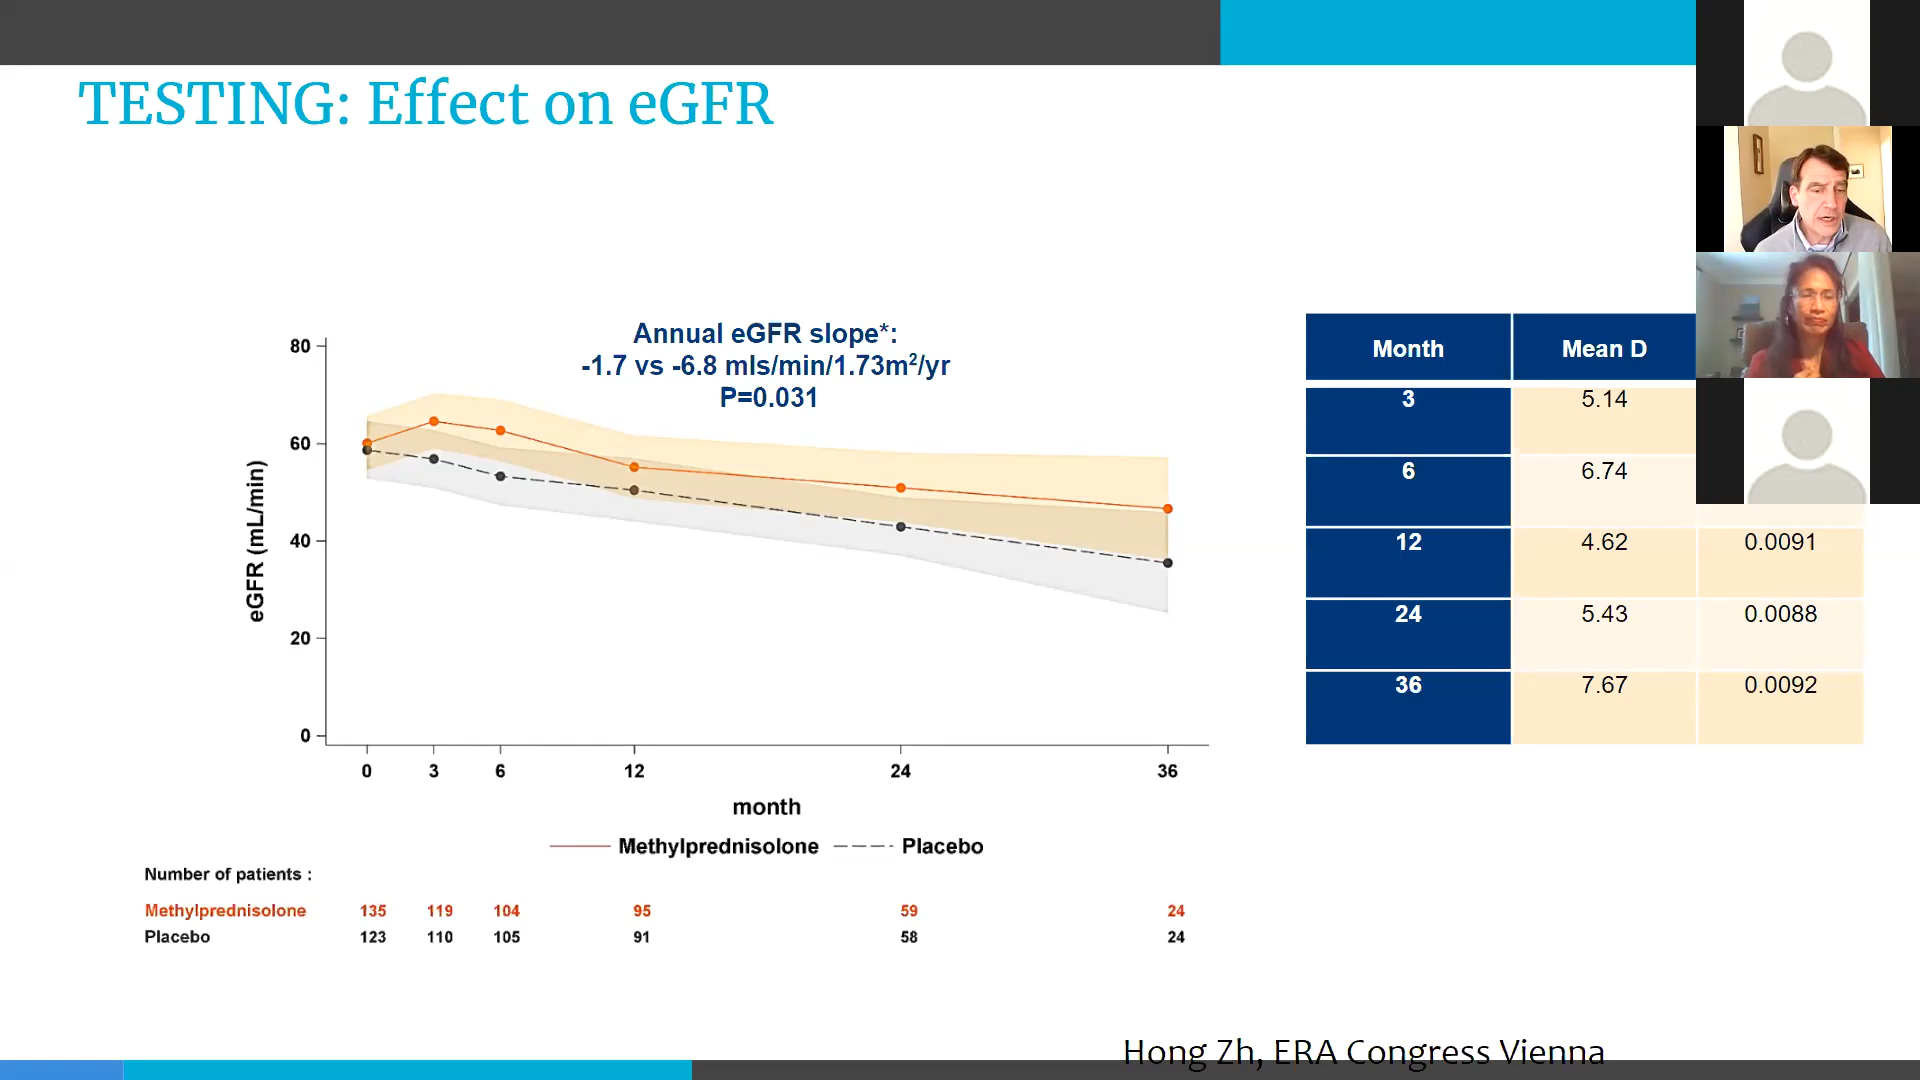 TESTING: Effect on eGFR
Annual eGFR slope*:
-1.7 vs -6.8 mls/min/1.73m²/yr
P=0.031
80
60
40
20
0
eGFR (mL/min)
0 3 6 12 24 36
month
Methylprednisolone Placebo
Number of patients :
Methylprednisolone 135 119 104 95 59 24
Placebo 123 110 105 91 58 24
Month Mean D
3 5.14
6 6.74
12 4.62 0.0091
24 5.43 0.0088
36 7.67 0.0092
Hong Zh, ERA Congress Vienna